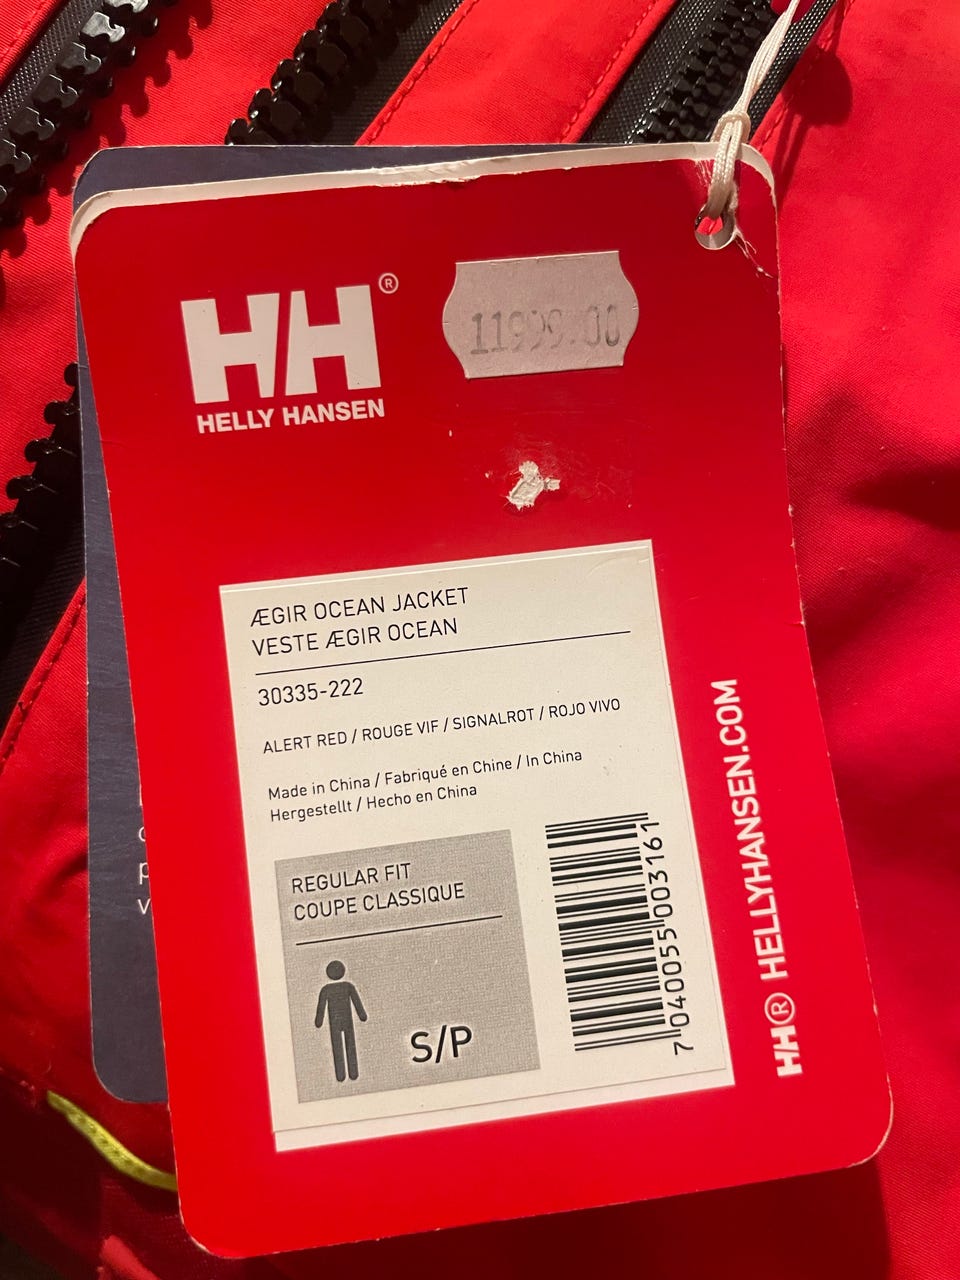 HH®
HELLY HANSEN
11999.00
ÆGIR OCEAN JACKET
VESTE ÆGIR OCEAN
30335-222
ALERT RED / ROUGE VIF / SIGNALROT / ROJO VIVO
Made in China / Fabriqué en Chine / In China
Hergestellt / Hecho en China
REGULAR FIT
COUPE CLASSIQUE
S/P
7 040055 003161
HH® HELLYHANSEN.COM